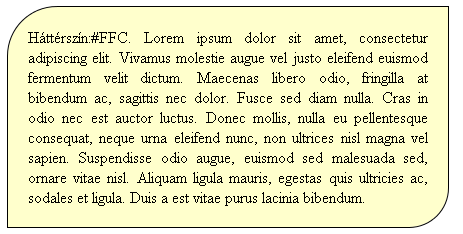 Háttérszín:#FFC. Lorem ipsum dolor sit amet, consectetur
adipiscing elit. Vivamus molestie augue vel justo eleifend euismod
fermentum velit dictum. Maecenas libero odio, fringilla at
bibendum ac, sagittis nec dolor. Fusce sed diam nulla. Cras in
odio nec est auctor luctus. Donec mollis, nulla eu pellentesque
consequat, neque urna eleifend nunc, non ultrices nisl magna vel
sapien. Suspendisse odio augue, euismod sed malesuada sed,
ornare vitae nisl. Aliquam ligula mauris, egestas quis ultricies ac,
sodales et ligula. Duis a est vitae purus lacinia bibendum.